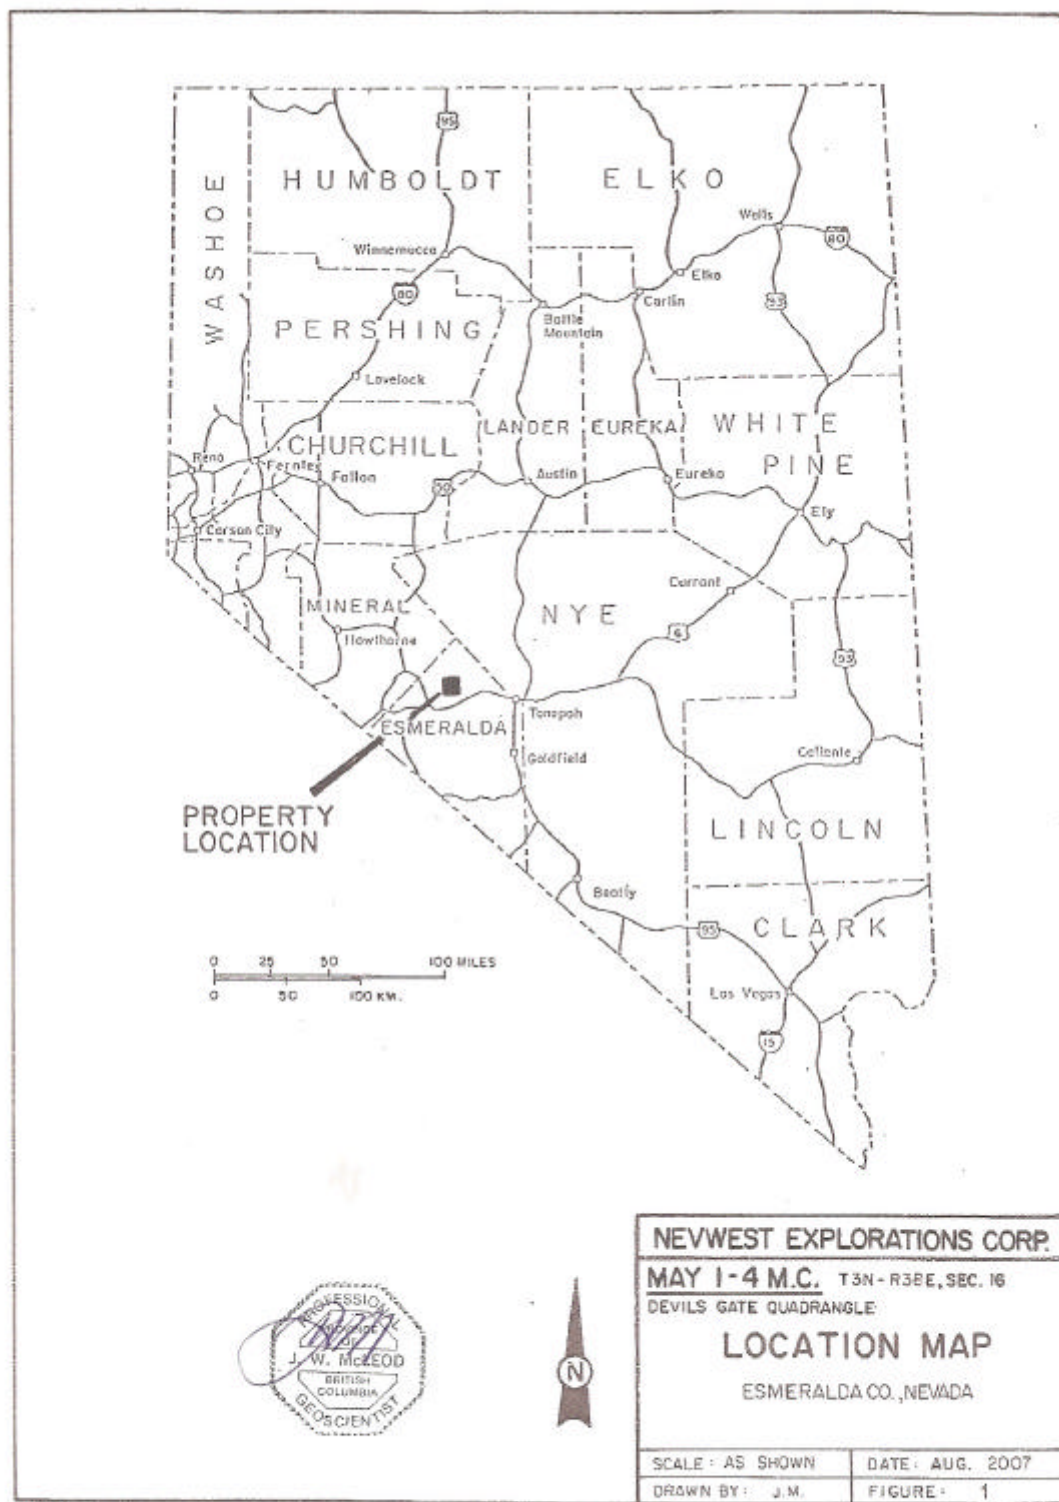 95
HUMBOLDT
ELKO
WASHOE
Wells
80
Winnemucca
Elko
80
Carlin
93
Battle
Mountain
PERSHING
Lovelock
LANDER
EUREKA
WHITE
PINE
CHURCHILL
Reno
Fernley
Fallon
50
Austin
Eureka
Ely
Carson City
Currant
MINERAL
NYE
Hawthorne
6
93
Tonopah
ESMERALDA
Goldfield
Caliente
PROPERTY
LOCATION
LINCOLN
Beatty
95
CLARK
0 25 50 100 MILES
0 50 100 KM.
Las Vegas
15
NEVWEST EXPLORATIONS CORP.
MAY 1-4 M.C. T3N-R38E, SEC. 16
DEVILS GATE QUADRANGLE
LOCATION MAP
ESMERALDA CO., NEVADA
PROFESSIONAL
PROVINCE
OF
J. W. McLEOD
BRITISH
COLUMBIA
GEOSCIENTIST
N
SCALE: AS SHOWN
DATE: AUG. 2007
DRAWN BY: J.M.
FIGURE: 1